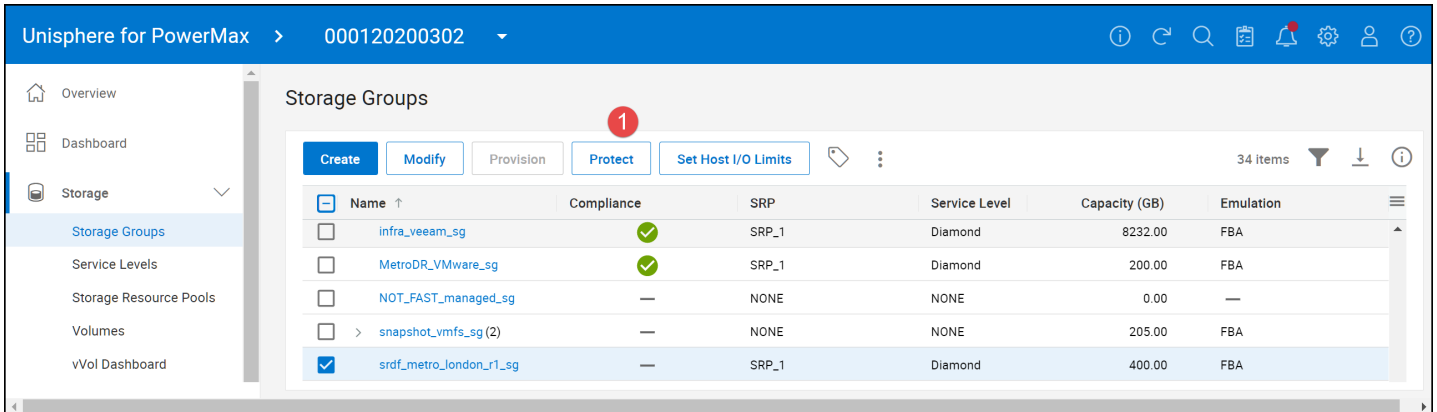 Unisphere for PowerMax > 000120200302
Overview
Dashboard
Storage
Storage Groups
Service Levels
Storage Resource Pools
Volumes
vVol Dashboard
Storage Groups
1
Create Modify Provision Protect Set Host I/O Limits 34 items
Name ↑ Compliance SRP Service Level Capacity (GB) Emulation
infra_veeam_sg SRP_1 Diamond 8232.00 FBA
MetroDR_VMware_sg SRP_1 Diamond 200.00 FBA
NOT_FAST_managed_sg — NONE NONE 0.00 —
> snapshot_vmfs_sg (2) — NONE NONE 205.00 FBA
srdf_metro_london_r1_sg — SRP_1 Diamond 400.00 FBA